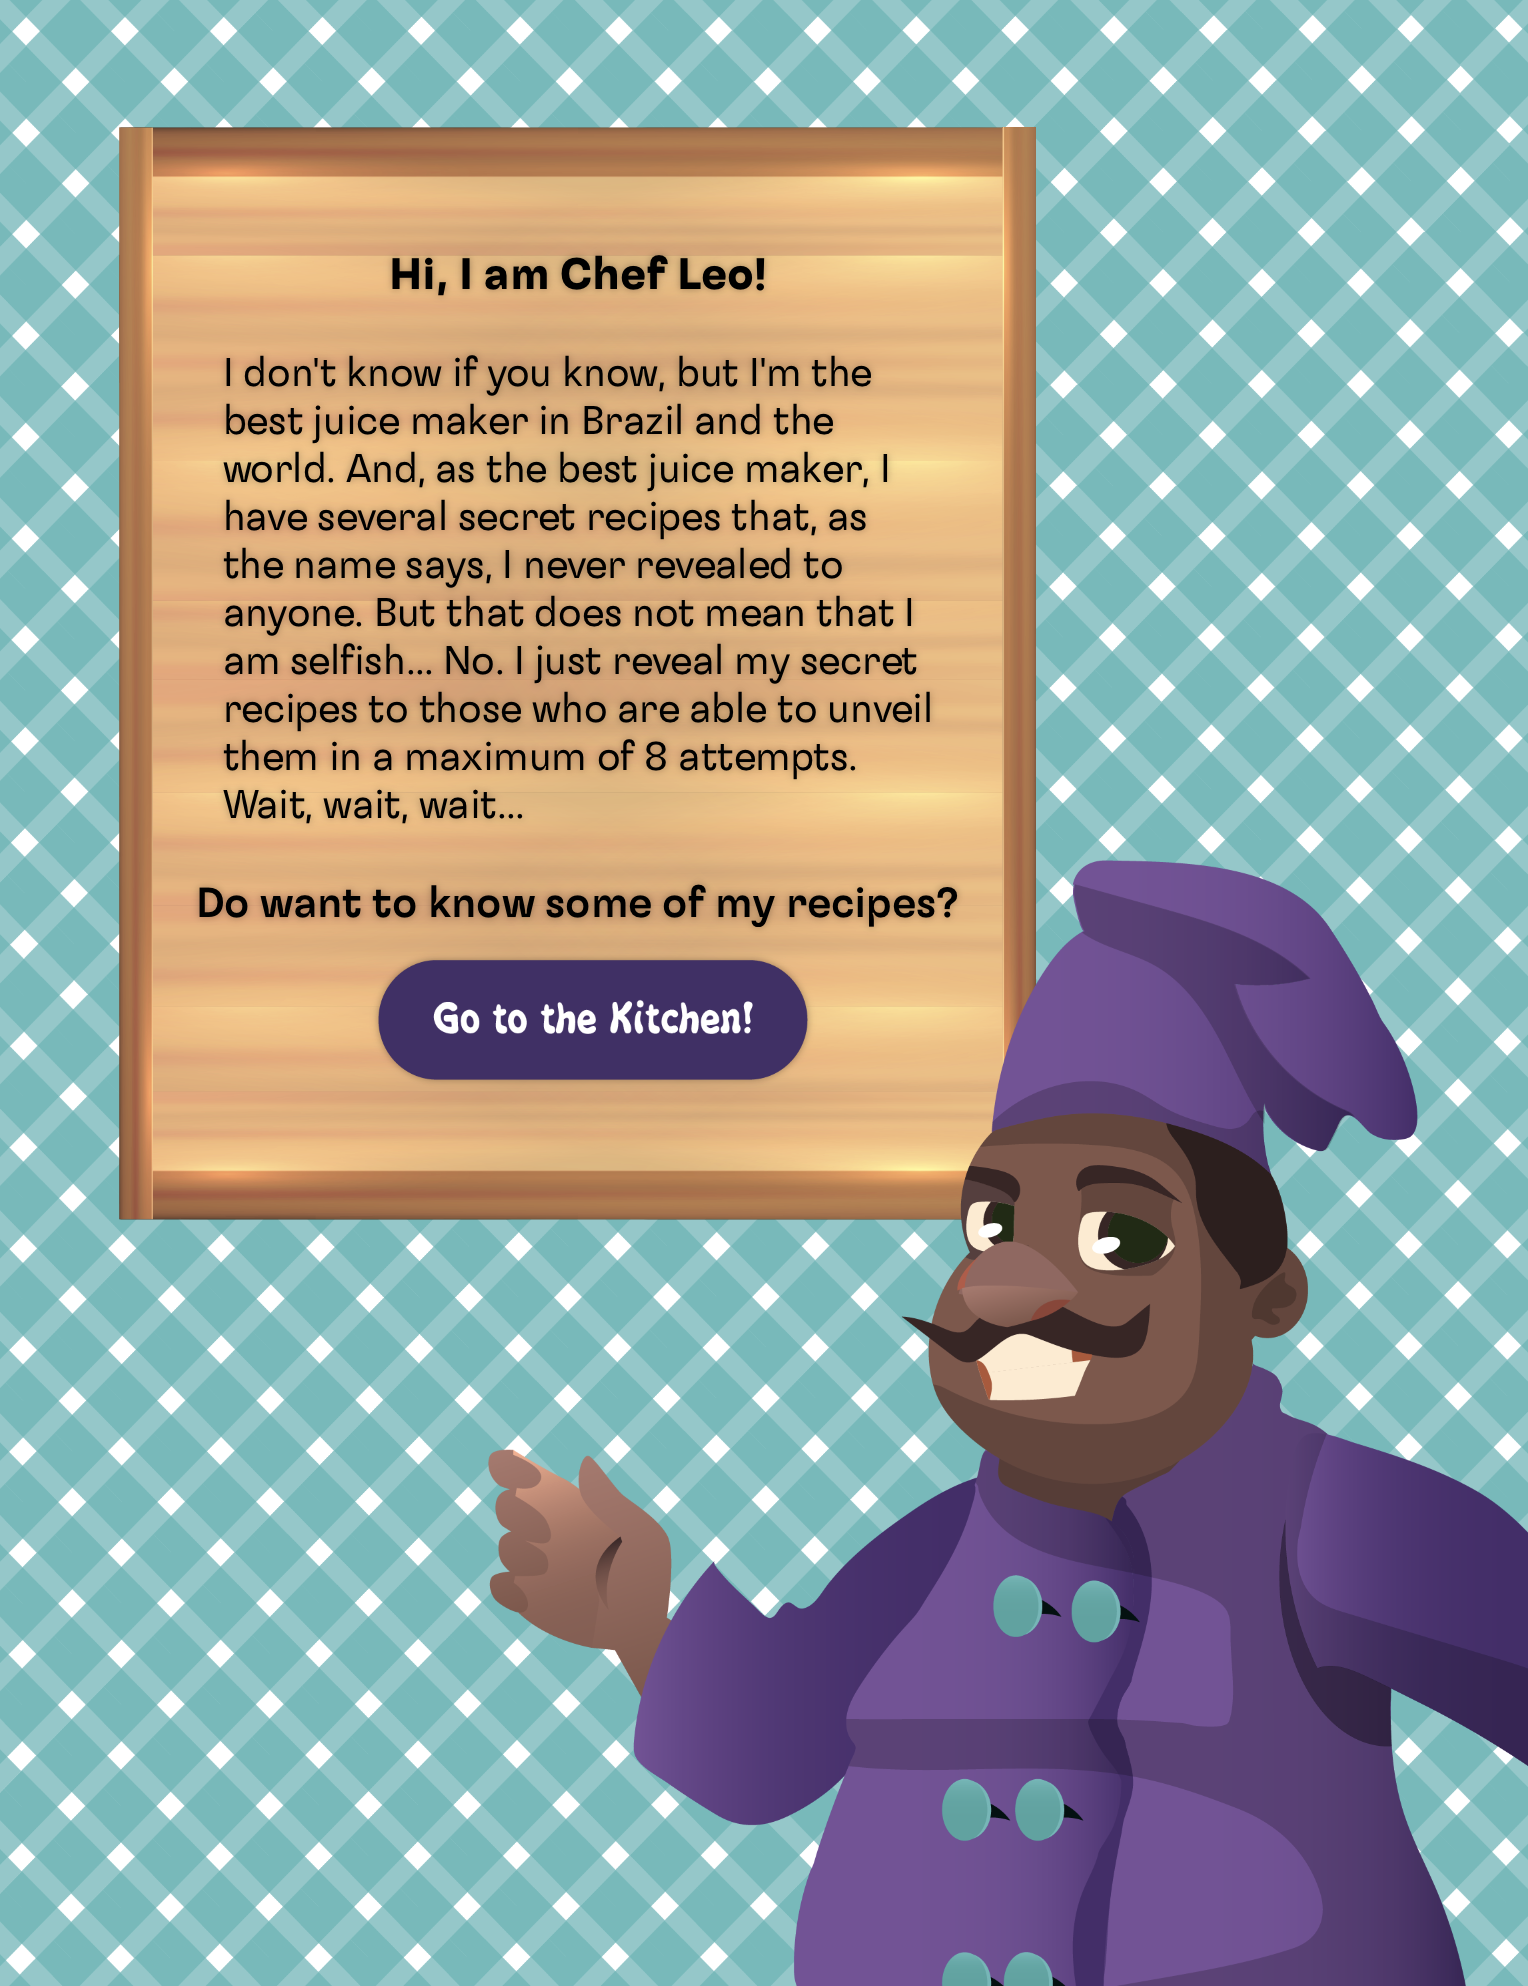 Hi, I am Chef Leo!
I don't know if you know, but I'm the
best juice maker in Brazil and the
world. And, as the best juice maker, I
have several secret recipes that, as
the name says, I never revealed to
anyone. But that does not mean that I
am selfish... No. I just reveal my secret
recipes to those who are able to unveil
them in a maximum of 8 attempts.
Wait, wait, wait...
Do want to know some of my recipes?
Go to the Kitchen!